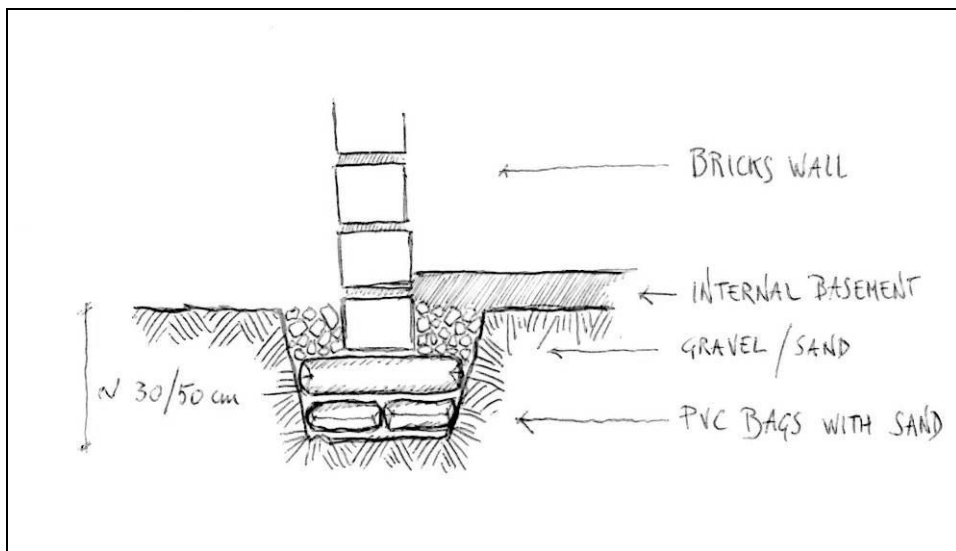 BRICKS WALL
INTERNAL BASEMENT
GRAVEL / SAND
~ 30/50 cm
PVC BAGS WITH SAND